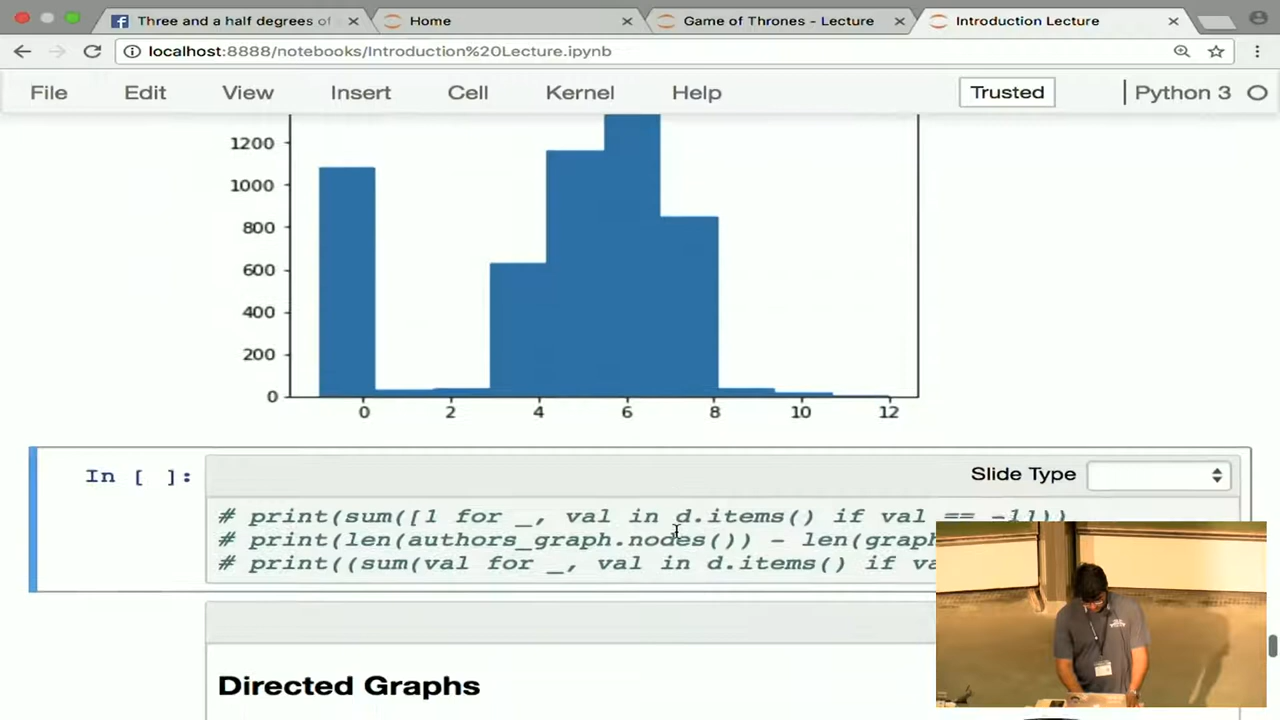 Three and a half degrees of
Home
Game of Thrones - Lecture
Introduction Lecture
localhost:8888/notebooks/Introduction%20Lecture.ipynb
File Edit View Insert Cell Kernel Help Trusted Python 3
1200
1000
800
600
400
200
0
0 2 4 6 8 10 12
In [ ]:
Slide Type
# print(sum([1 for _, val in d.items() if val == -1]))
# print(len(authors_graph.nodes()) - len(grap
# print((sum(val for _, val in d.items() if va
Directed Graphs